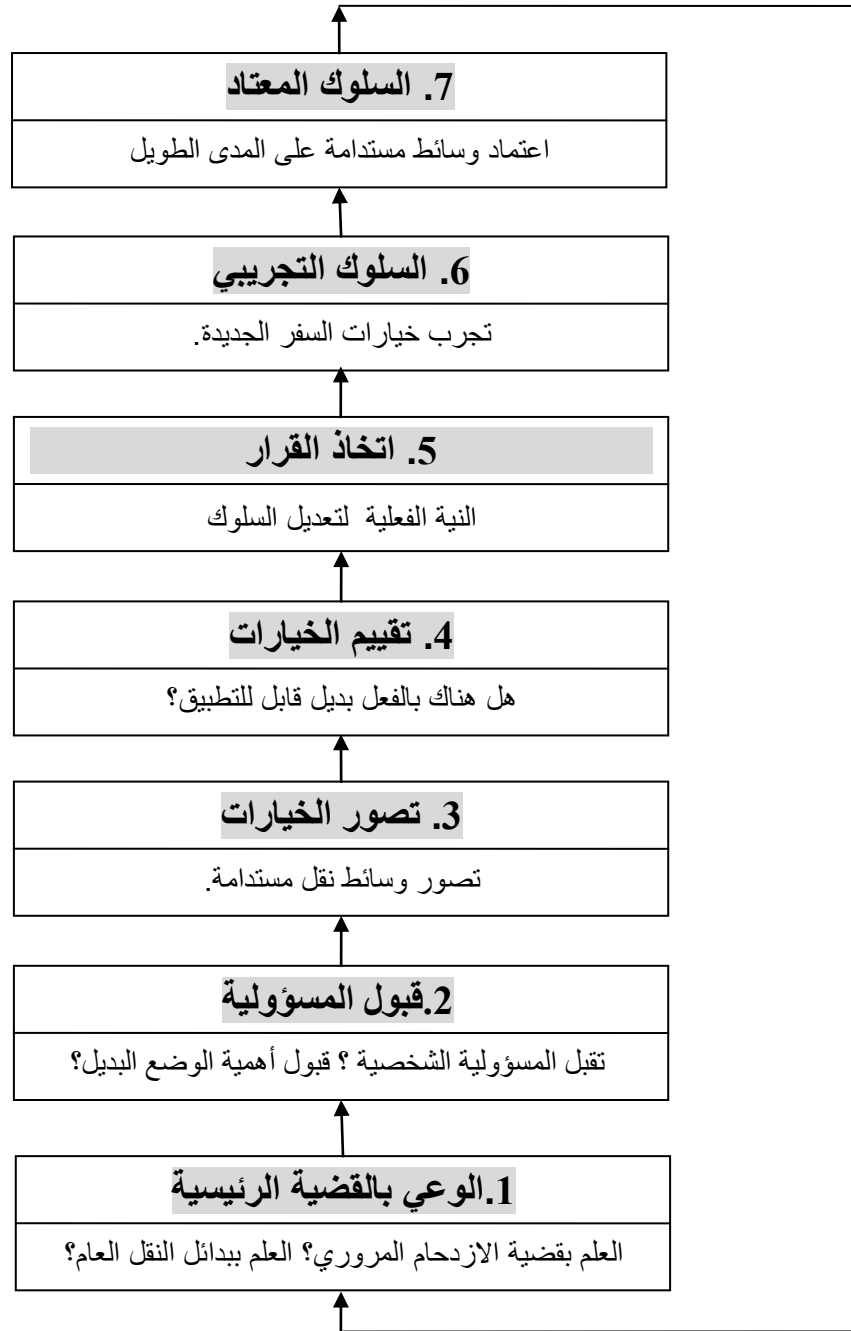 7. السلوك المعتاد
اعتماد وسائط مستدامة على المدى الطويل
6. السلوك التجريبي
تجرب خيارات السفر الجديدة.
5. اتخاذ القرار
النية الفعلية لتعديل السلوك
4. تقييم الخيارات
هل هناك بالفعل بديل قابل للتطبيق؟
3. تصور الخيارات
تصور وسائط نقل مستدامة.
2.قبول المسؤولية
تقبل المسؤولية الشخصية ؟ قبول أهمية الوضع البديل؟
1.الوعي بالقضية الرئيسية
العلم بقضية الازدحام المروري؟ العلم ببدائل النقل العام؟